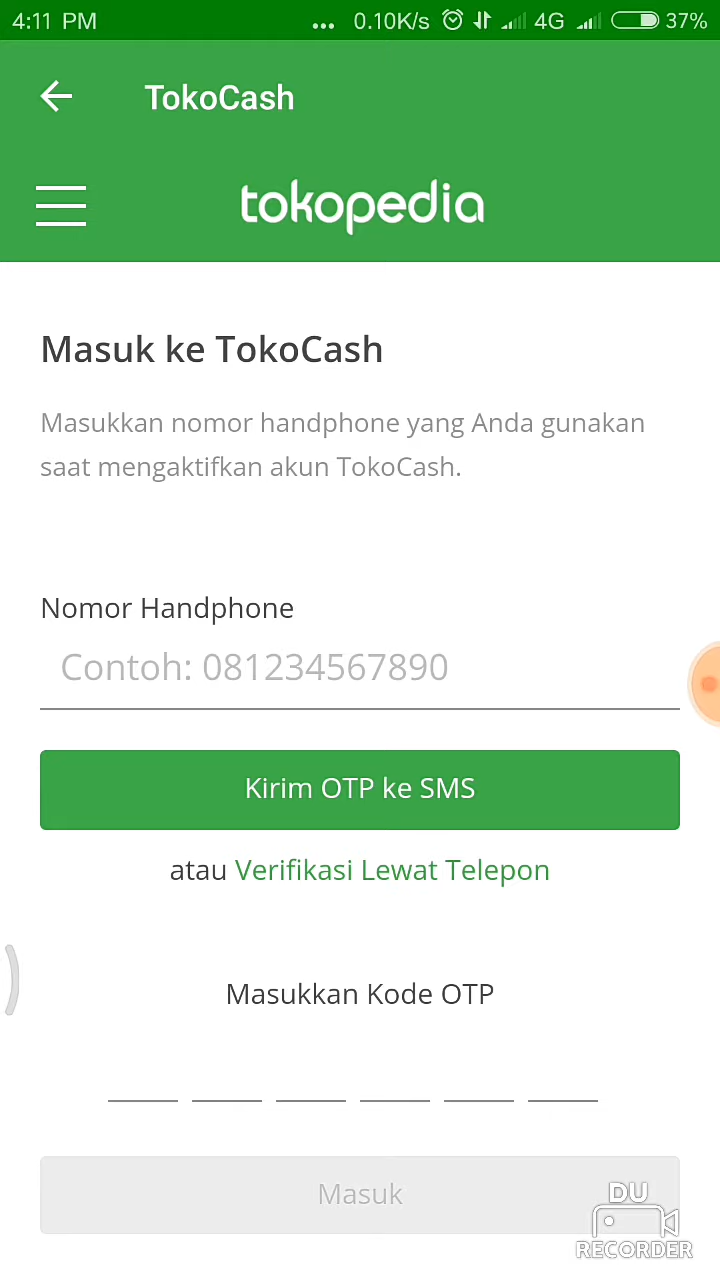 4:11 PM ... 0.10K/s 4G 37%
TokoCash
tokopedia
Masuk ke TokoCash
Masukkan nomor handphone yang Anda gunakan
saat mengaktifkan akun TokoCash.
Nomor Handphone
Contoh: 081234567890
Kirim OTP ke SMS
atau Verifikasi Lewat Telepon
Masukkan Kode OTP
Masuk
DU
RECORDER